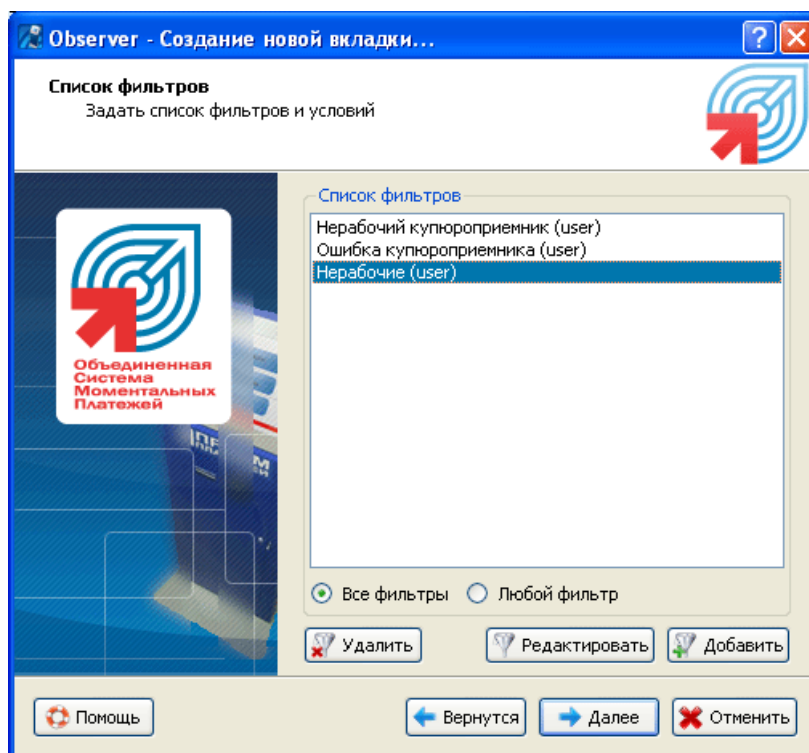 Observer - Создание новой вкладки...
Список фильтров
Задать список фильтров и условий
Список фильтров
Нерабочий купюроприемник (user)
Ошибка купюроприемника (user)
Нерабочие (user)
Объединенная
Система
Моментальных
Платежей
Все фильтры
Любой фильтр
Удалить
Редактировать
Добавить
Помощь
Вернутся
Далее
Отменить